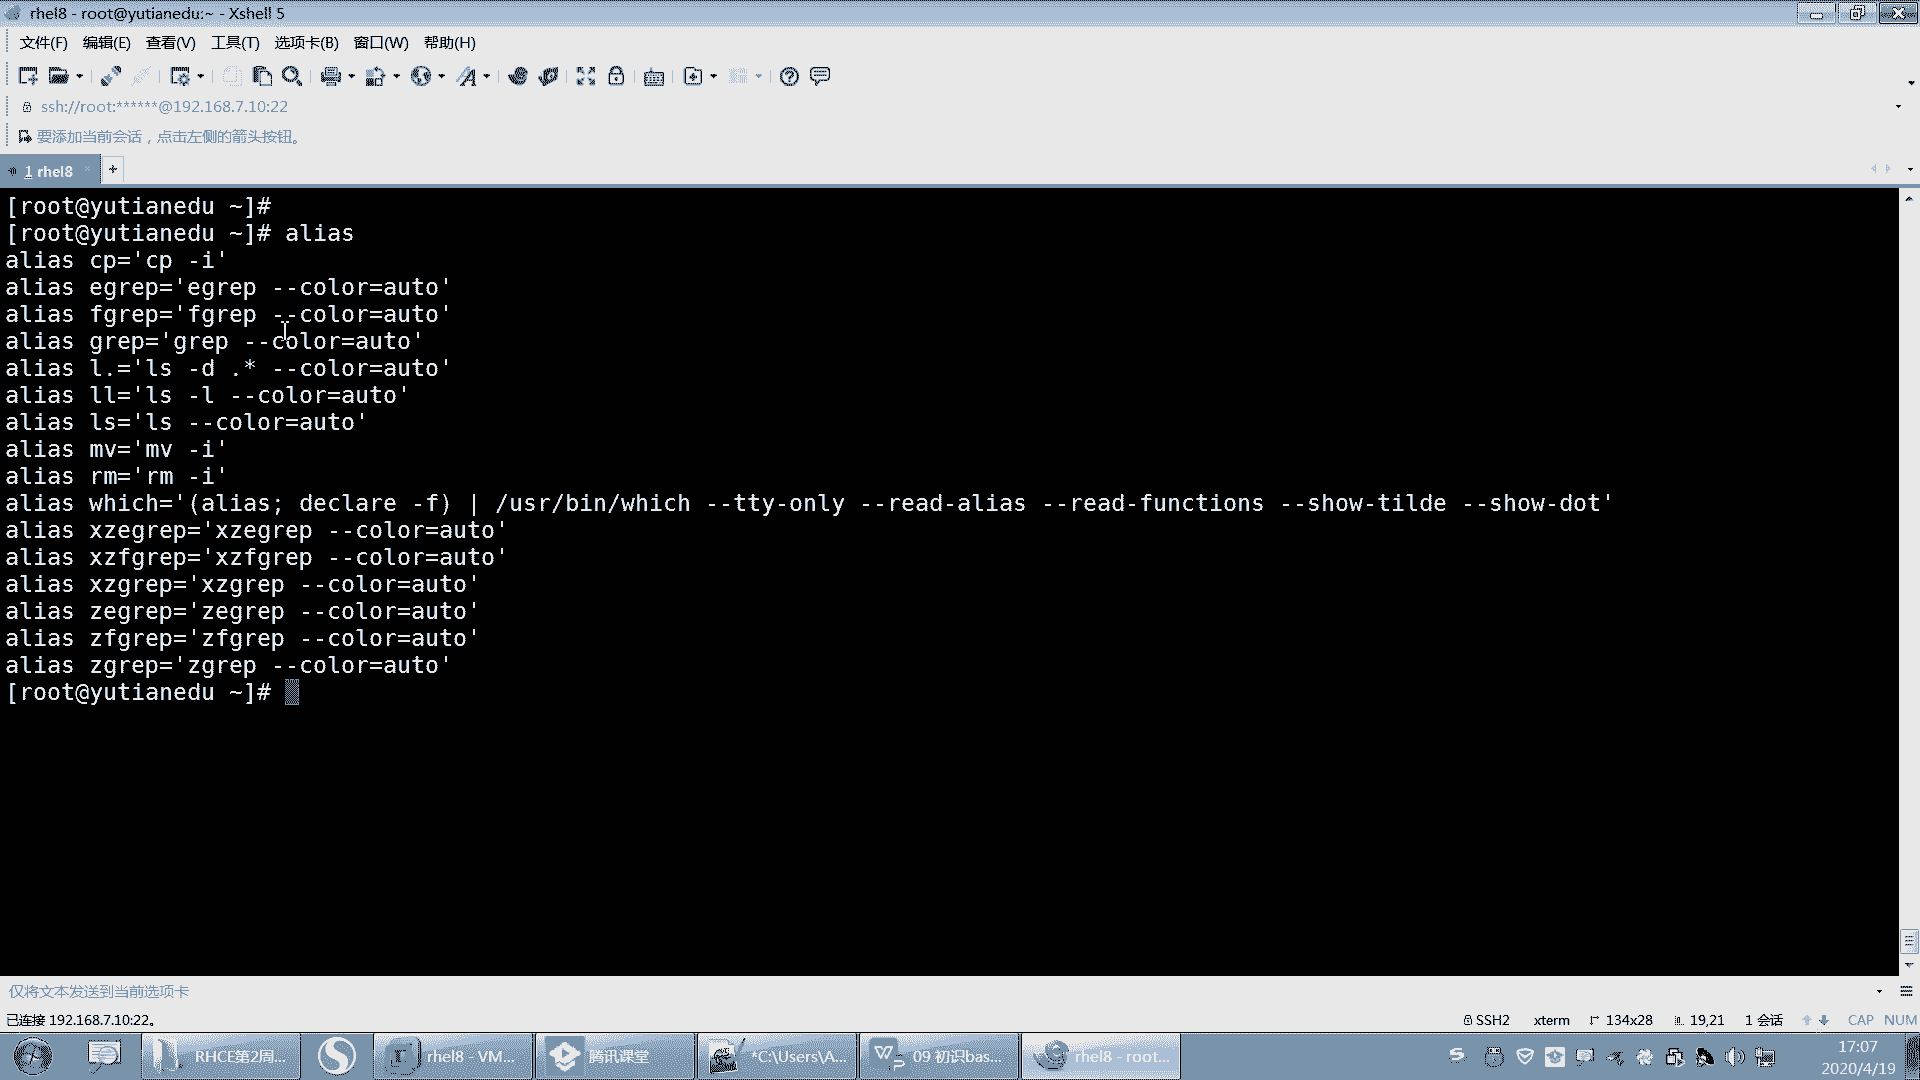 rhel8 - root@yutianedu:~ - Xshell 5
文件(F) 编辑(E) 查看(V) 工具(T) 选项卡(B) 窗口(W) 帮助(H)
ssh://root:******@192.168.7.10:22
要添加当前会话，点击左侧的箭头按钮。
1 rhel8
[root@yutianedu ~]#
[root@yutianedu ~]# alias
alias cp='cp -i'
alias egrep='egrep --color=auto'
alias fgrep='fgrep --color=auto'
alias grep='grep --color=auto'
alias l.='ls -d .* --color=auto'
alias ll='ls -l --color=auto'
alias ls='ls --color=auto'
alias mv='mv -i'
alias rm='rm -i'
alias which='(alias; declare -f) | /usr/bin/which --tty-only --read-alias --read-functions --show-tilde --show-dot'
alias xzegrep='xzegrep --color=auto'
alias xzfgrep='xzfgrep --color=auto'
alias xzgrep='xzgrep --color=auto'
alias zegrep='zegrep --color=auto'
alias zfgrep='zfgrep --color=auto'
alias zgrep='zgrep --color=auto'
[root@yutianedu ~]#
仅将文本发送到当前选项卡
已连接 192.168.7.10:22。 SSH2 xterm 134x28 19,21 1 会话 CAP NUM
RHCE第2周... rhel8 - VM... 腾讯课堂 *C:\Users\A... 09 初识bas... rhel8 - root... 17:07
2020/4/19